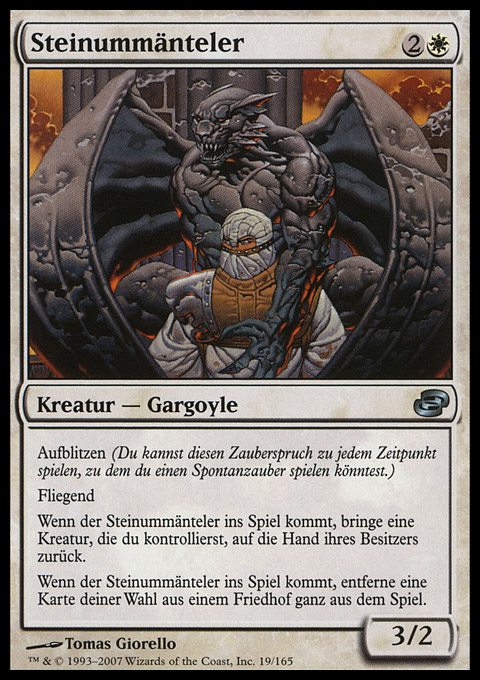 Steinummänteler
2
Kreatur — Gargoyle
Aufblitzen (Du kannst diesen Zauberspruch zu jedem Zeitpunkt
spielen, zu dem du einen Spontanzauber spielen könntest.)
Fliegend
Wenn der Steinummänteler ins Spiel kommt, bringe eine
Kreatur, die du kontrollierst, auf die Hand ihres Besitzers
zurück.
Wenn der Steinummänteler ins Spiel kommt, entferne eine
Karte deiner Wahl aus einem Friedhof ganz aus dem Spiel.
3/2
Tomas Giorello
™ & © 1993–2007 Wizards of the Coast, Inc. 19/165